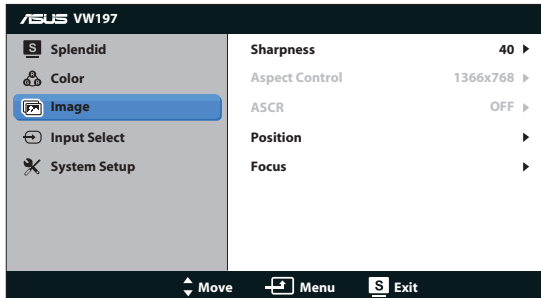 ASUS VW197
S Splendid
Color
Image
Input Select
System Setup
Sharpness 40
Aspect Control 1366x768
ASCR OFF
Position
Focus
Move Menu S Exit